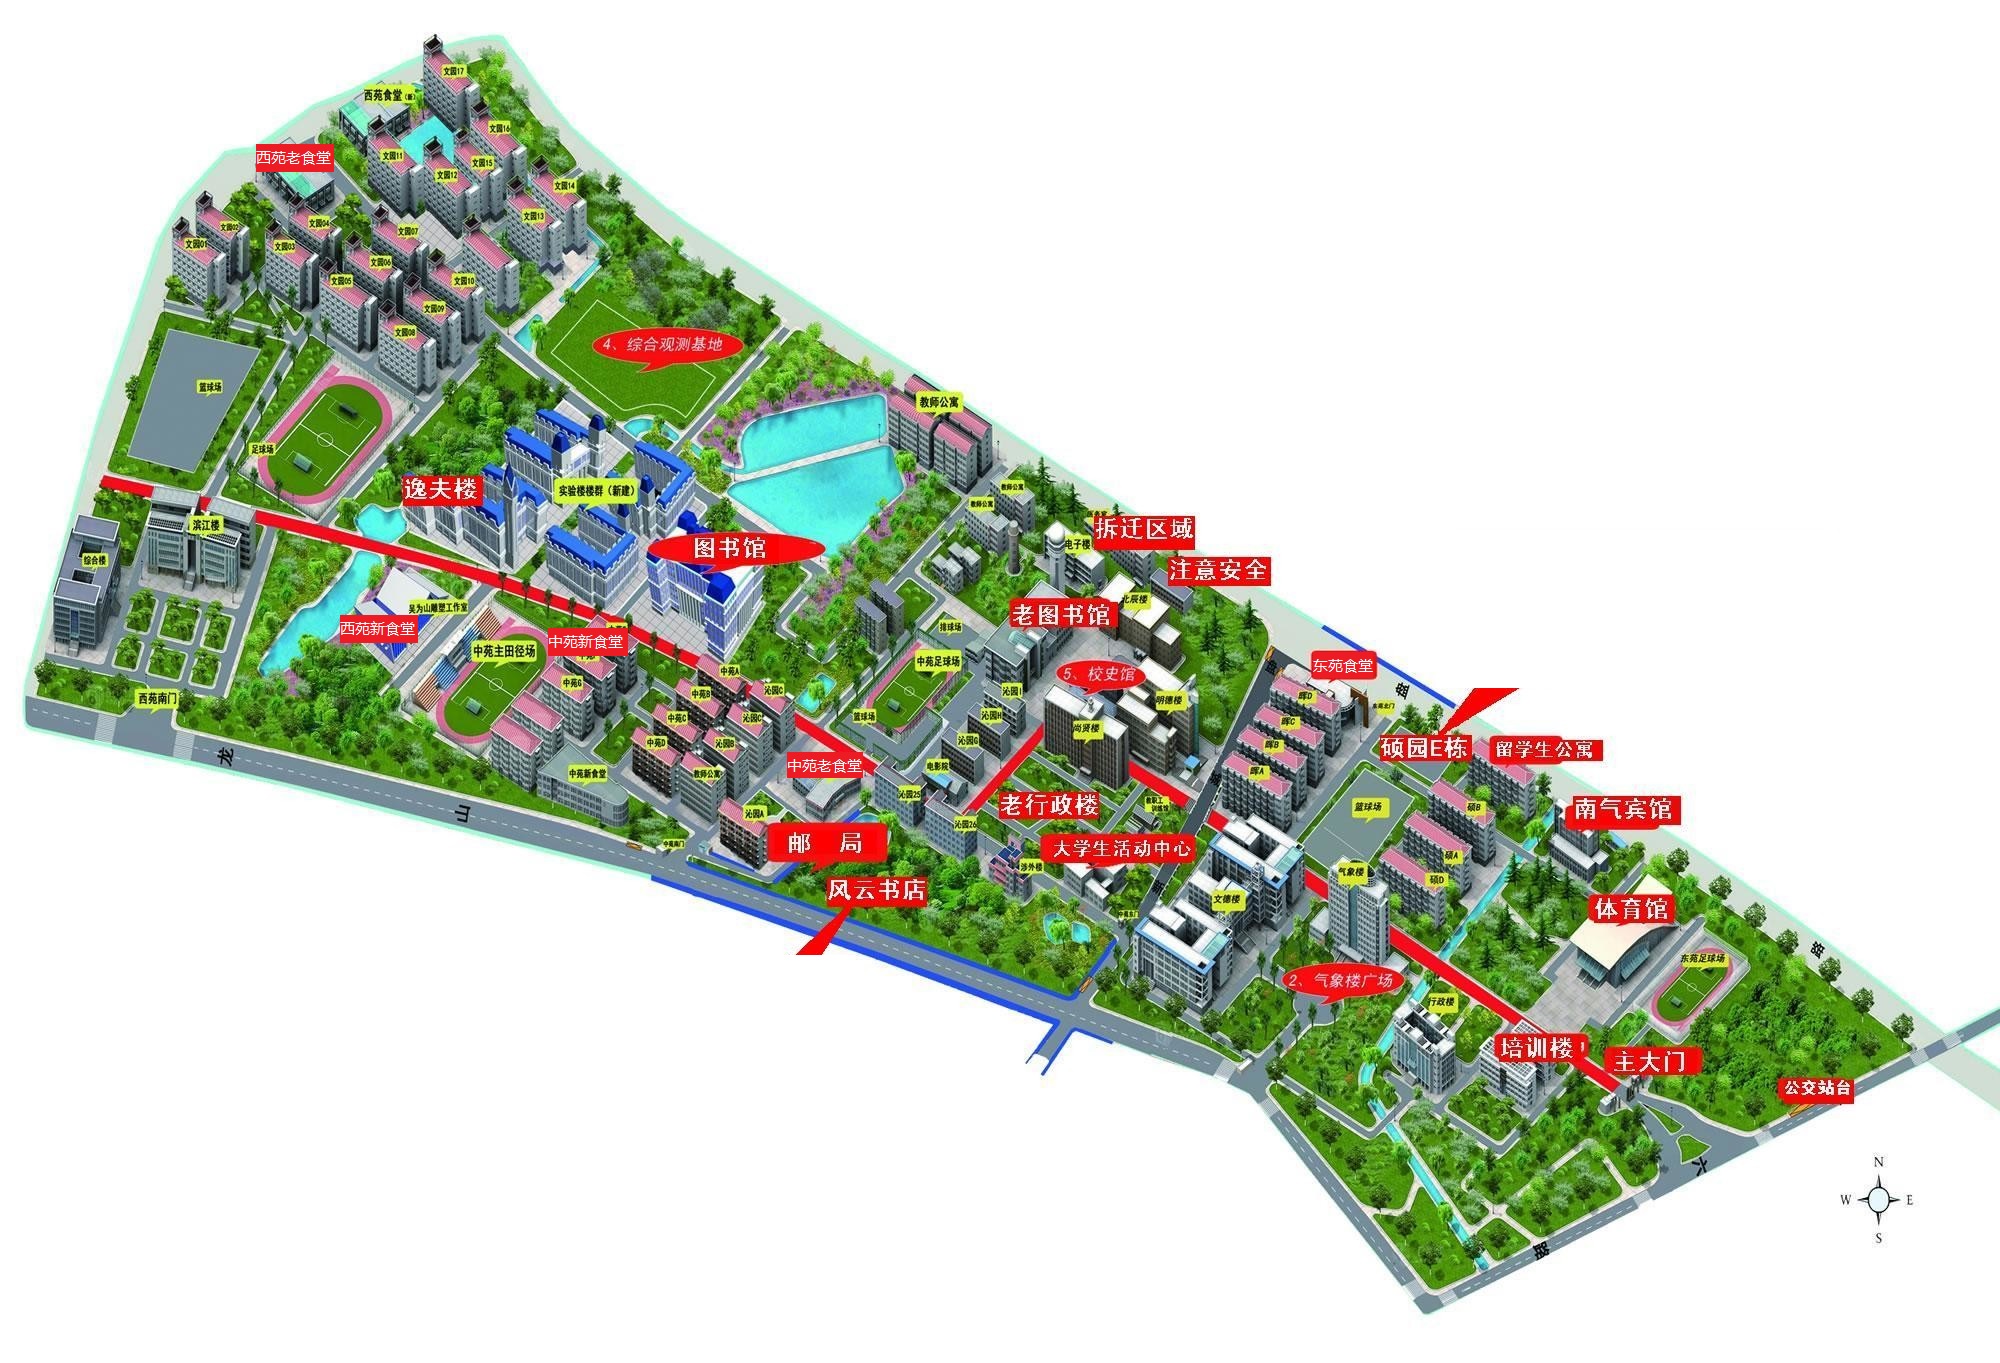 文园17
西苑食堂(新)
文园16
西苑老食堂
文园11
文园15
文园12
文园14
文园13
文园02
文园04
文园01
文园03
文园07
文园06
文园05
文园10
文园09
文园08
4、综合观测基地
篮球场
教师公寓
足球场
逸夫楼
实验楼楼群(新建)
教师公寓
教师公寓
滨江楼
拆迁区域
图书馆
电子楼
综合楼
注意安全
北辰楼
吴为山雕塑工作室
老图书馆
西苑新食堂
排球场
中苑新食堂
中苑主田径场
中苑足球场
东苑食堂
中苑A
5、校史馆
中苑G
中苑B
沁园C
沁园I
盘
盘
晖D
西苑南门
明德楼
东苑北门
中苑C
沁园C
篮球场
沁园H
晖C
尚贤楼
中苑D
沁园B
沁园G
晖B
硕园E栋
留学生公寓
龙
中苑新食堂
教师公寓
中苑老食堂
电影院
晖A
沁园25
老行政楼
教职工
训练馆
篮球场
硕B
南气宾馆
山
沁园A
沁园26
中苑南门
邮 局
大学生活动中心
硕A
涉外楼
气象楼
硕D
风云书店
新
文德楼
中苑东门
体育馆
路
东苑足球场
2、气象楼广场
行政楼
培训楼
主大门
公交站台
六
路
N
W E
S